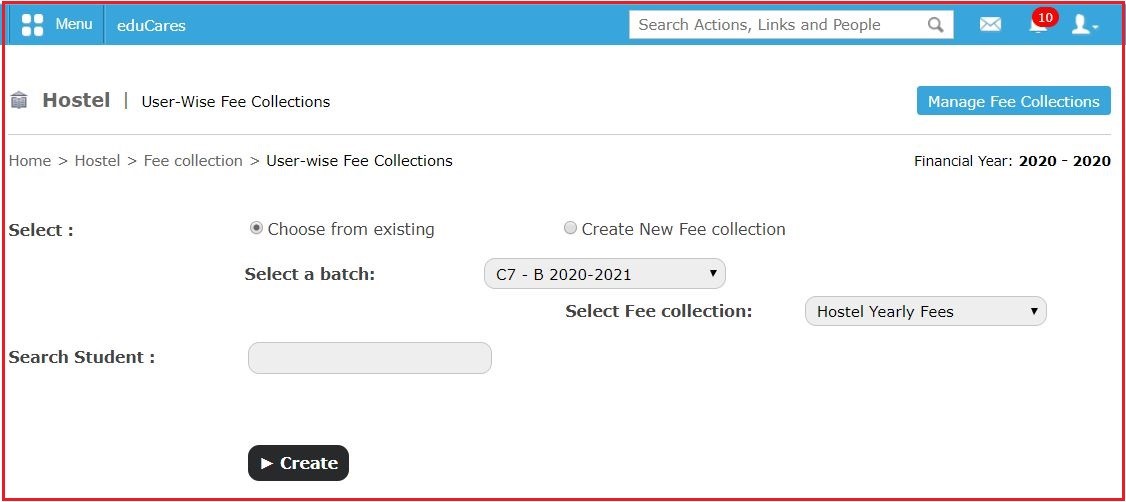 Menu eduCares Search Actions, Links and People 10
Hostel | User-Wise Fee Collections Manage Fee Collections
Home > Hostel > Fee collection > User-wise Fee Collections Financial Year: 2020 - 2020
Select : Choose from existing Create New Fee collection
Select a batch: C7 - B 2020-2021
Select Fee collection: Hostel Yearly Fees
Search Student :
► Create